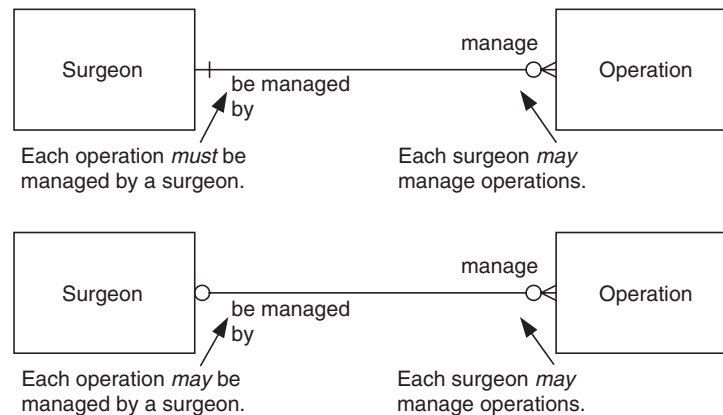 manage
Surgeon
Operation
be managed
by
Each operation must be
managed by a surgeon.
Each surgeon may
manage operations.
manage
Surgeon
Operation
be managed
by
Each operation may be
managed by a surgeon.
Each surgeon may
manage operations.